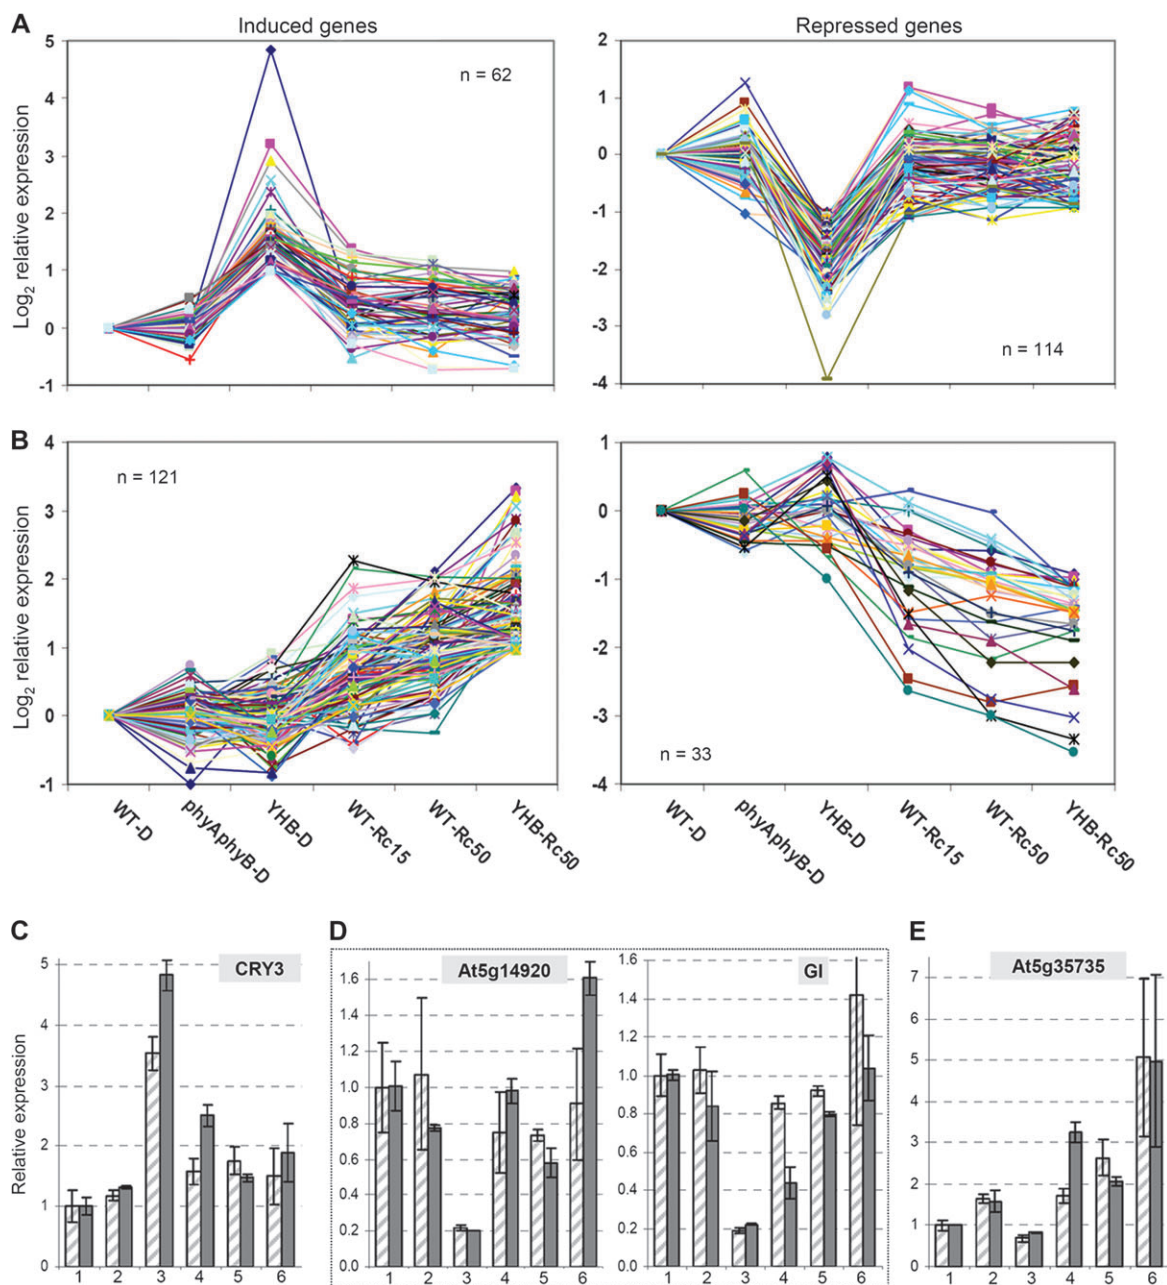 A
Induced genes
Repressed genes
Log2 relative expression
5
4
3
2
1
0
-1
n = 62
2
1
0
-1
-2
-3
-4
n = 114
B
Log2 relative expression
4
3
2
1
0
-1
n = 121
1
0
-1
-2
-3
-4
n = 33
WT-D
phyAphyB-D
YHB-D
WT-Rc15
WT-Rc50
YHB-Rc50
WT-D
phyAphyB-D
YHB-D
WT-Rc15
WT-Rc50
YHB-Rc50
C
Relative expression
CRY3
5
4
3
2
1
0
1 2 3 4 5 6
D
At5g14920
1.6
1.4
1.2
1.0
0.8
0.6
0.4
0.2
0.0
1 2 3 4 5 6
GI
1.6
1.4
1.2
1.0
0.8
0.6
0.4
0.2
0.0
1 2 3 4 5 6
E
At5g35735
7
6
5
4
3
2
1
0
1 2 3 4 5 6